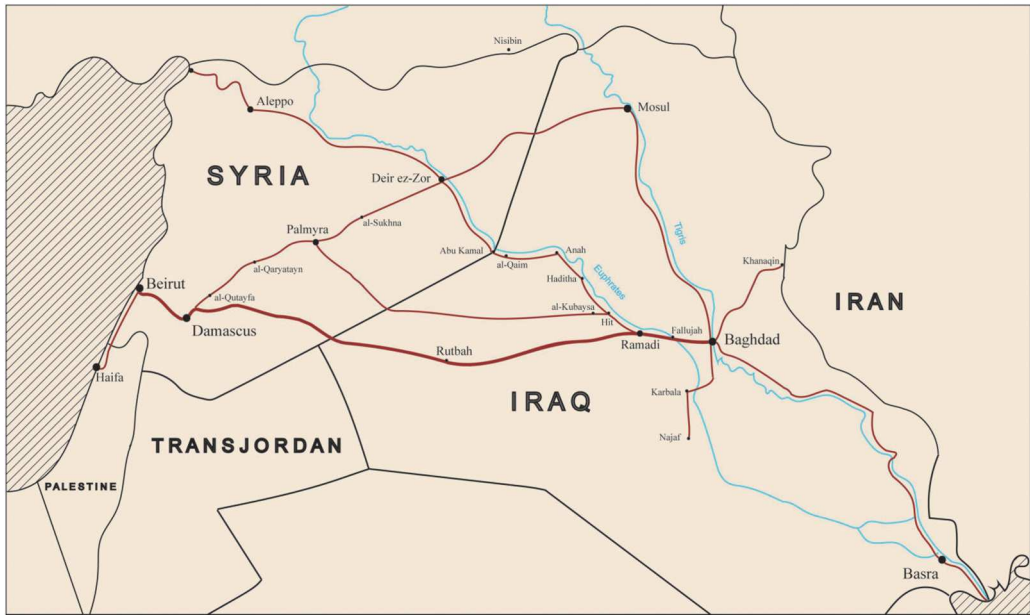 Nisibin
Aleppo
Mosul
SYRIA
Deir ez-Zor
al-Sukhna
Palmyra
Tigris
Abu Kamal
al-Qaim
Anah
Khanaqin
al-Qaryatayn
Haditha
Euphrates
Beirut
al-Qutayfa
al-Kubaysa
IRAN
Hit
Damascus
Fallujah
Ramadi
Baghdad
Rutbah
Haifa
IRAQ
Karbala
TRANSJORDAN
Najaf
PALESTINE
Basra